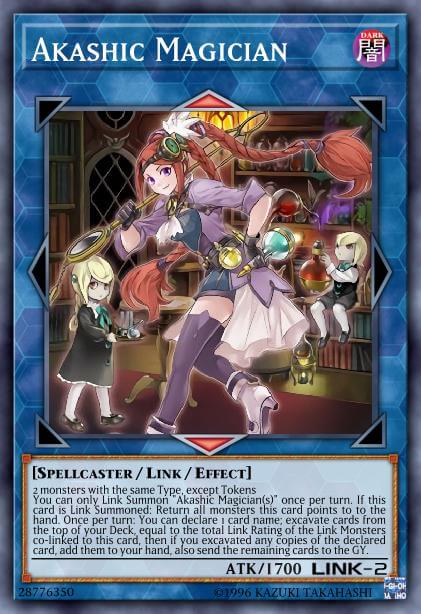 AKASHIC MAGICIAN
DARK
闇
[SPELLCASTER / LINK / EFFECT]
2 monsters with the same Type, except Tokens
You can only Link Summon "Akashic Magician(s)" once per turn. If this
card is Link Summoned: Return all monsters this card points to to
the hand. Once per turn: You can declare 1 card name; excavate cards from
the top of your Deck, equal to the total Link Rating of the Link Monsters
co-linked to this card, then if you excavated any copies of the declared
card, add them to your hand, also send the remaining cards to the GY.
ATK/1700 LINK-2
28776350 ©1996 KAZUKI TAKAHASHI